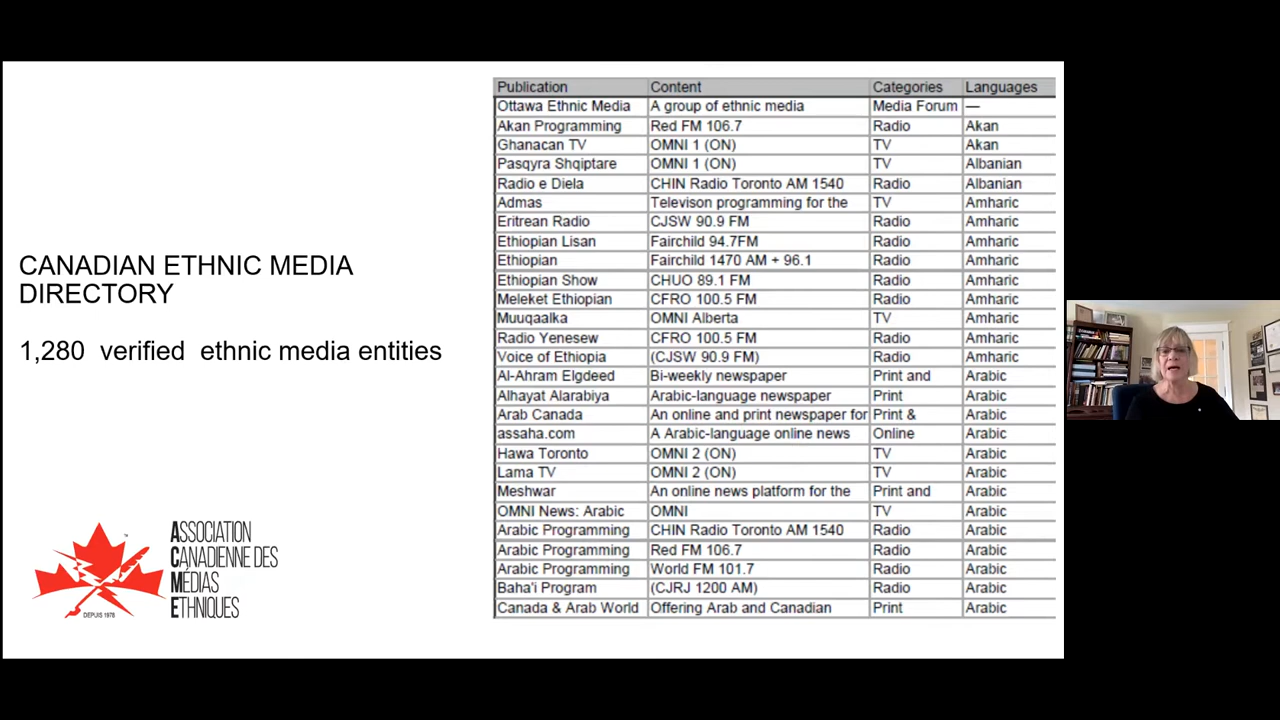 CANADIAN ETHNIC MEDIA
DIRECTORY
1,280 verified ethnic media entities
ASSOCIATION
CANADIENNE DES
MÉDIAS
ETHNIQUES
DEPUIS 1978
Publication Content Categories Languages
Ottawa Ethnic Media A group of ethnic media Media Forum —
Akan Programming Red FM 106.7 Radio Akan
Ghanacan TV OMNI 1 (ON) TV Akan
Pasqyra Shqiptare OMNI 1 (ON) TV Albanian
Radio e Diela CHIN Radio Toronto AM 1540 Radio Albanian
Admas Televison programming for the TV Amharic
Eritrean Radio CJSW 90.9 FM Radio Amharic
Ethiopian Lisan Fairchild 94.7FM Radio Amharic
Ethiopian Fairchild 1470 AM + 96.1 Radio Amharic
Ethiopian Show CHUO 89.1 FM Radio Amharic
Meleket Ethiopian CFRO 100.5 FM Radio Amharic
Muuqaalka OMNI Alberta TV Amharic
Radio Yenesew CFRO 100.5 FM Radio Amharic
Voice of Ethiopia (CJSW 90.9 FM) Radio Amharic
Al-Ahram Elgdeed Bi-weekly newspaper Print and Arabic
Alhayat Alarabiya Arabic-language newspaper Print Arabic
Arab Canada An online and print newspaper for Print & Arabic
assaha.com A Arabic-language online news Online Arabic
Hawa Toronto OMNI 2 (ON) TV Arabic
Lama TV OMNI 2 (ON) TV Arabic
Meshwar An online news platform for the Print and Arabic
OMNI News: Arabic OMNI TV Arabic
Arabic Programming CHIN Radio Toronto AM 1540 Radio Arabic
Arabic Programming Red FM 106.7 Radio Arabic
Arabic Programming World FM 101.7 Radio Arabic
Baha'i Program (CJRJ 1200 AM) Radio Arabic
Canada & Arab World Offering Arab and Canadian Print Arabic